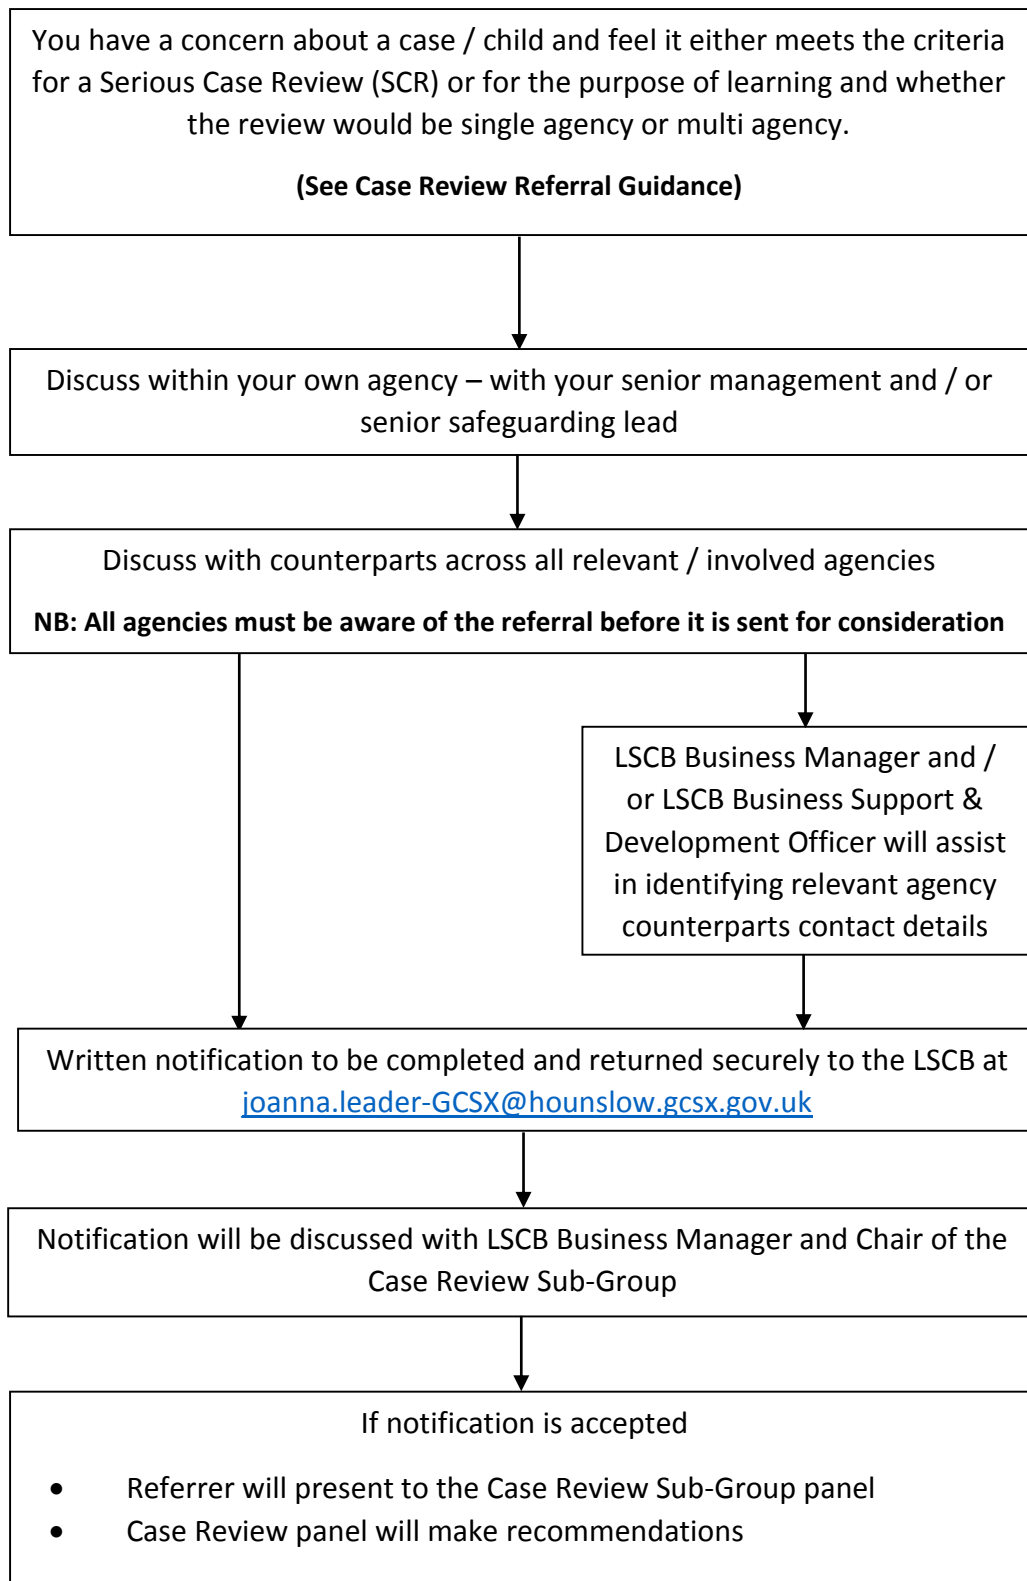 You have a concern about a case / child and feel it either meets the criteria
for a Serious Case Review (SCR) or for the purpose of learning and whether
the review would be single agency or multi agency.
(See Case Review Referral Guidance)
Discuss within your own agency – with your senior management and / or
senior safeguarding lead
Discuss with counterparts across all relevant / involved agencies
NB: All agencies must be aware of the referral before it is sent for consideration
LSCB Business Manager and /
or LSCB Business Support &
Development Officer will assist
in identifying relevant agency
counterparts contact details
Written notification to be completed and returned securely to the LSCB at
joanna.leader-GCSX@hounslow.gcsx.gov.uk
Notification will be discussed with LSCB Business Manager and Chair of the
Case Review Sub-Group
If notification is accepted
• Referrer will present to the Case Review Sub-Group panel
• Case Review panel will make recommendations